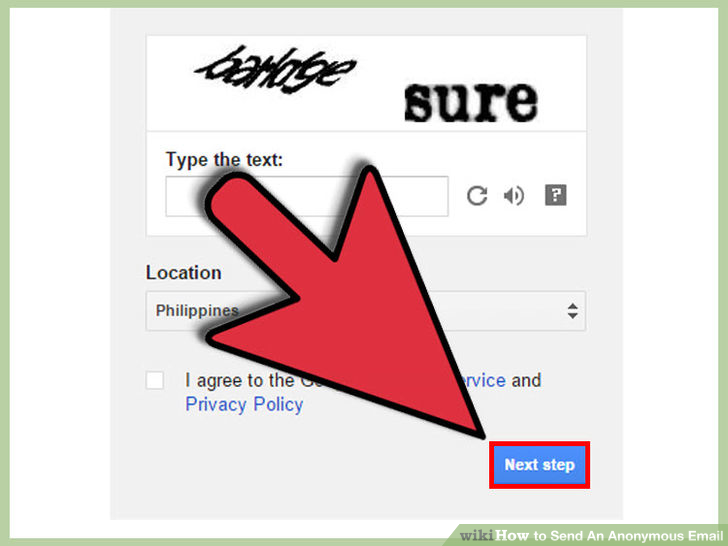 sure
Type the text:
?
Location
Philippines
I agree to the G ervice and
Privacy Policy
Next step
wikiHow to Send An Anonymous Email